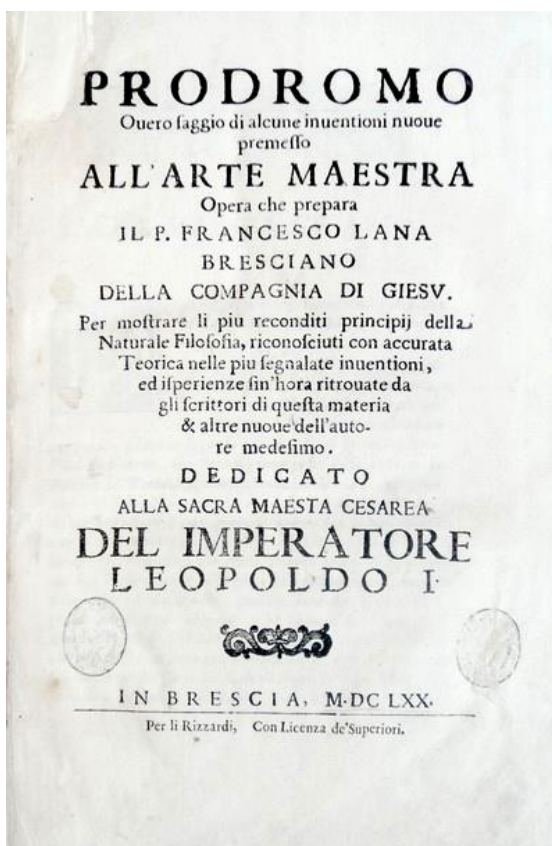 PRODROMO
Ouero ſaggio di alcune inuentioni nuoue
premeſſo
ALL'ARTE MAESTRA
Opera che prepara
IL P. FRANCESCO LANA
BRESCIANO
DELLA COMPAGNIA DI GIESV.
Per moſtrare li piu reconditi principij della
Naturale Filoſofia, riconoſciuti con accurata
Teorica nelle piu ſegnalate inuentioni,
ed iſperienze ſin'hora ritrouate da
gli ſcrittori di queſta materia
& altre nuoue dell'auto-
re medeſimo.
DEDICATO
ALLA SACRA MAESTA CESAREA
DEL IMPERATORE
LEOPOLDO I.
IN BRESCIA, M.DC LXX.
Per li Rizzardi, Con Licenza de'Superiori.